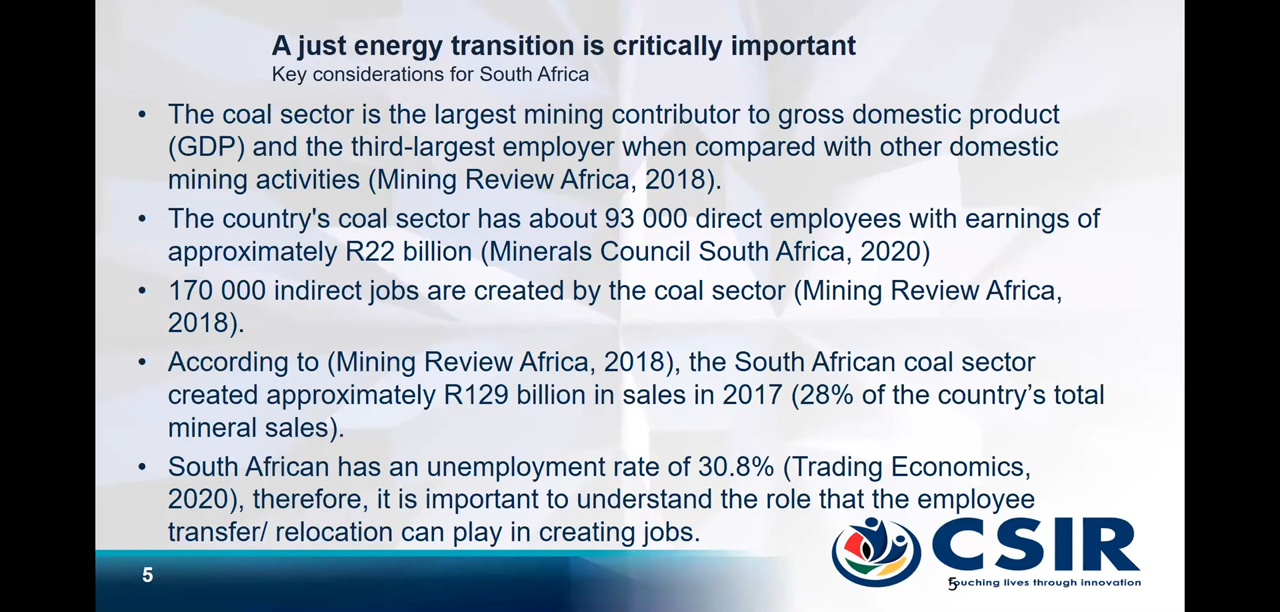 A just energy transition is critically important
Key considerations for South Africa
• The coal sector is the largest mining contributor to gross domestic product
(GDP) and the third-largest employer when compared with other domestic
mining activities (Mining Review Africa, 2018).
• The country's coal sector has about 93 000 direct employees with earnings of
approximately R22 billion (Minerals Council South Africa, 2020)
• 170 000 indirect jobs are created by the coal sector (Mining Review Africa,
2018).
• According to (Mining Review Africa, 2018), the South African coal sector
created approximately R129 billion in sales in 2017 (28% of the country’s total
mineral sales).
• South African has an unemployment rate of 30.8% (Trading Economics,
2020), therefore, it is important to understand the role that the employee
transfer/ relocation can play in creating jobs.
CSIR
Touching lives through innovation
5
5